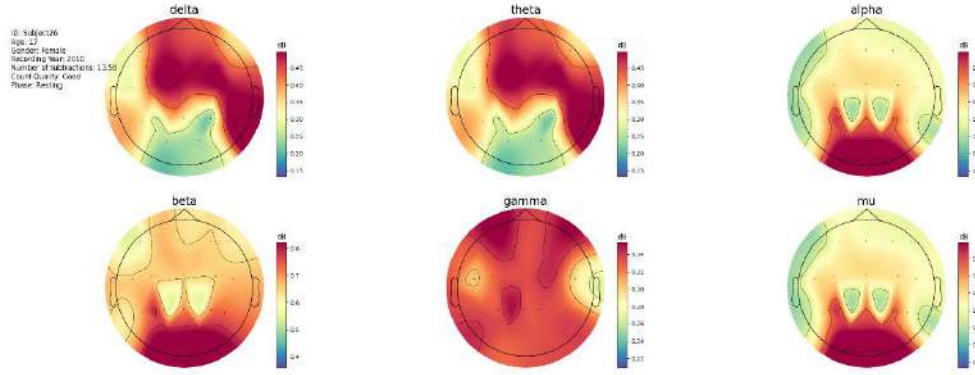 delta
theta
alpha
ID: Subject26
Age: 17
Gender: Female
Recording Year: 2010
Number of subtractions: 13.59
Count Quality: Good
Phase: Resting
dB
0.45
0.40
0.35
0.30
0.25
0.20
0.15
dB
0.45
0.40
0.35
0.30
0.25
0.20
0.15
dB
beta
gamma
mu
dB
0.8
0.7
0.6
0.5
0.4
dB
0.34
0.32
0.30
0.28
0.26
0.24
0.22
dB